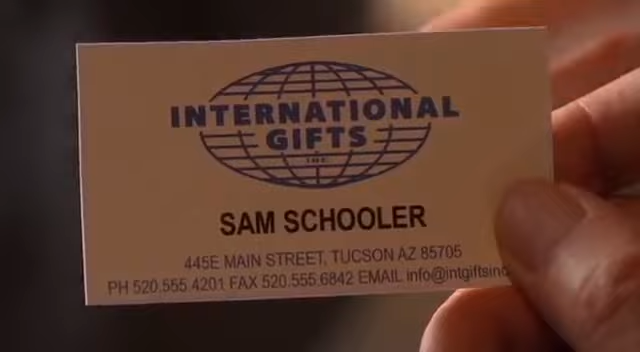 INTERNATIONAL
GIFTS
INC.
SAM SCHOOLER
445E MAIN STREET, TUCSON AZ 85705
PH 520.555.4201 FAX 520.555.6842 EMAIL info@intgiftsinc